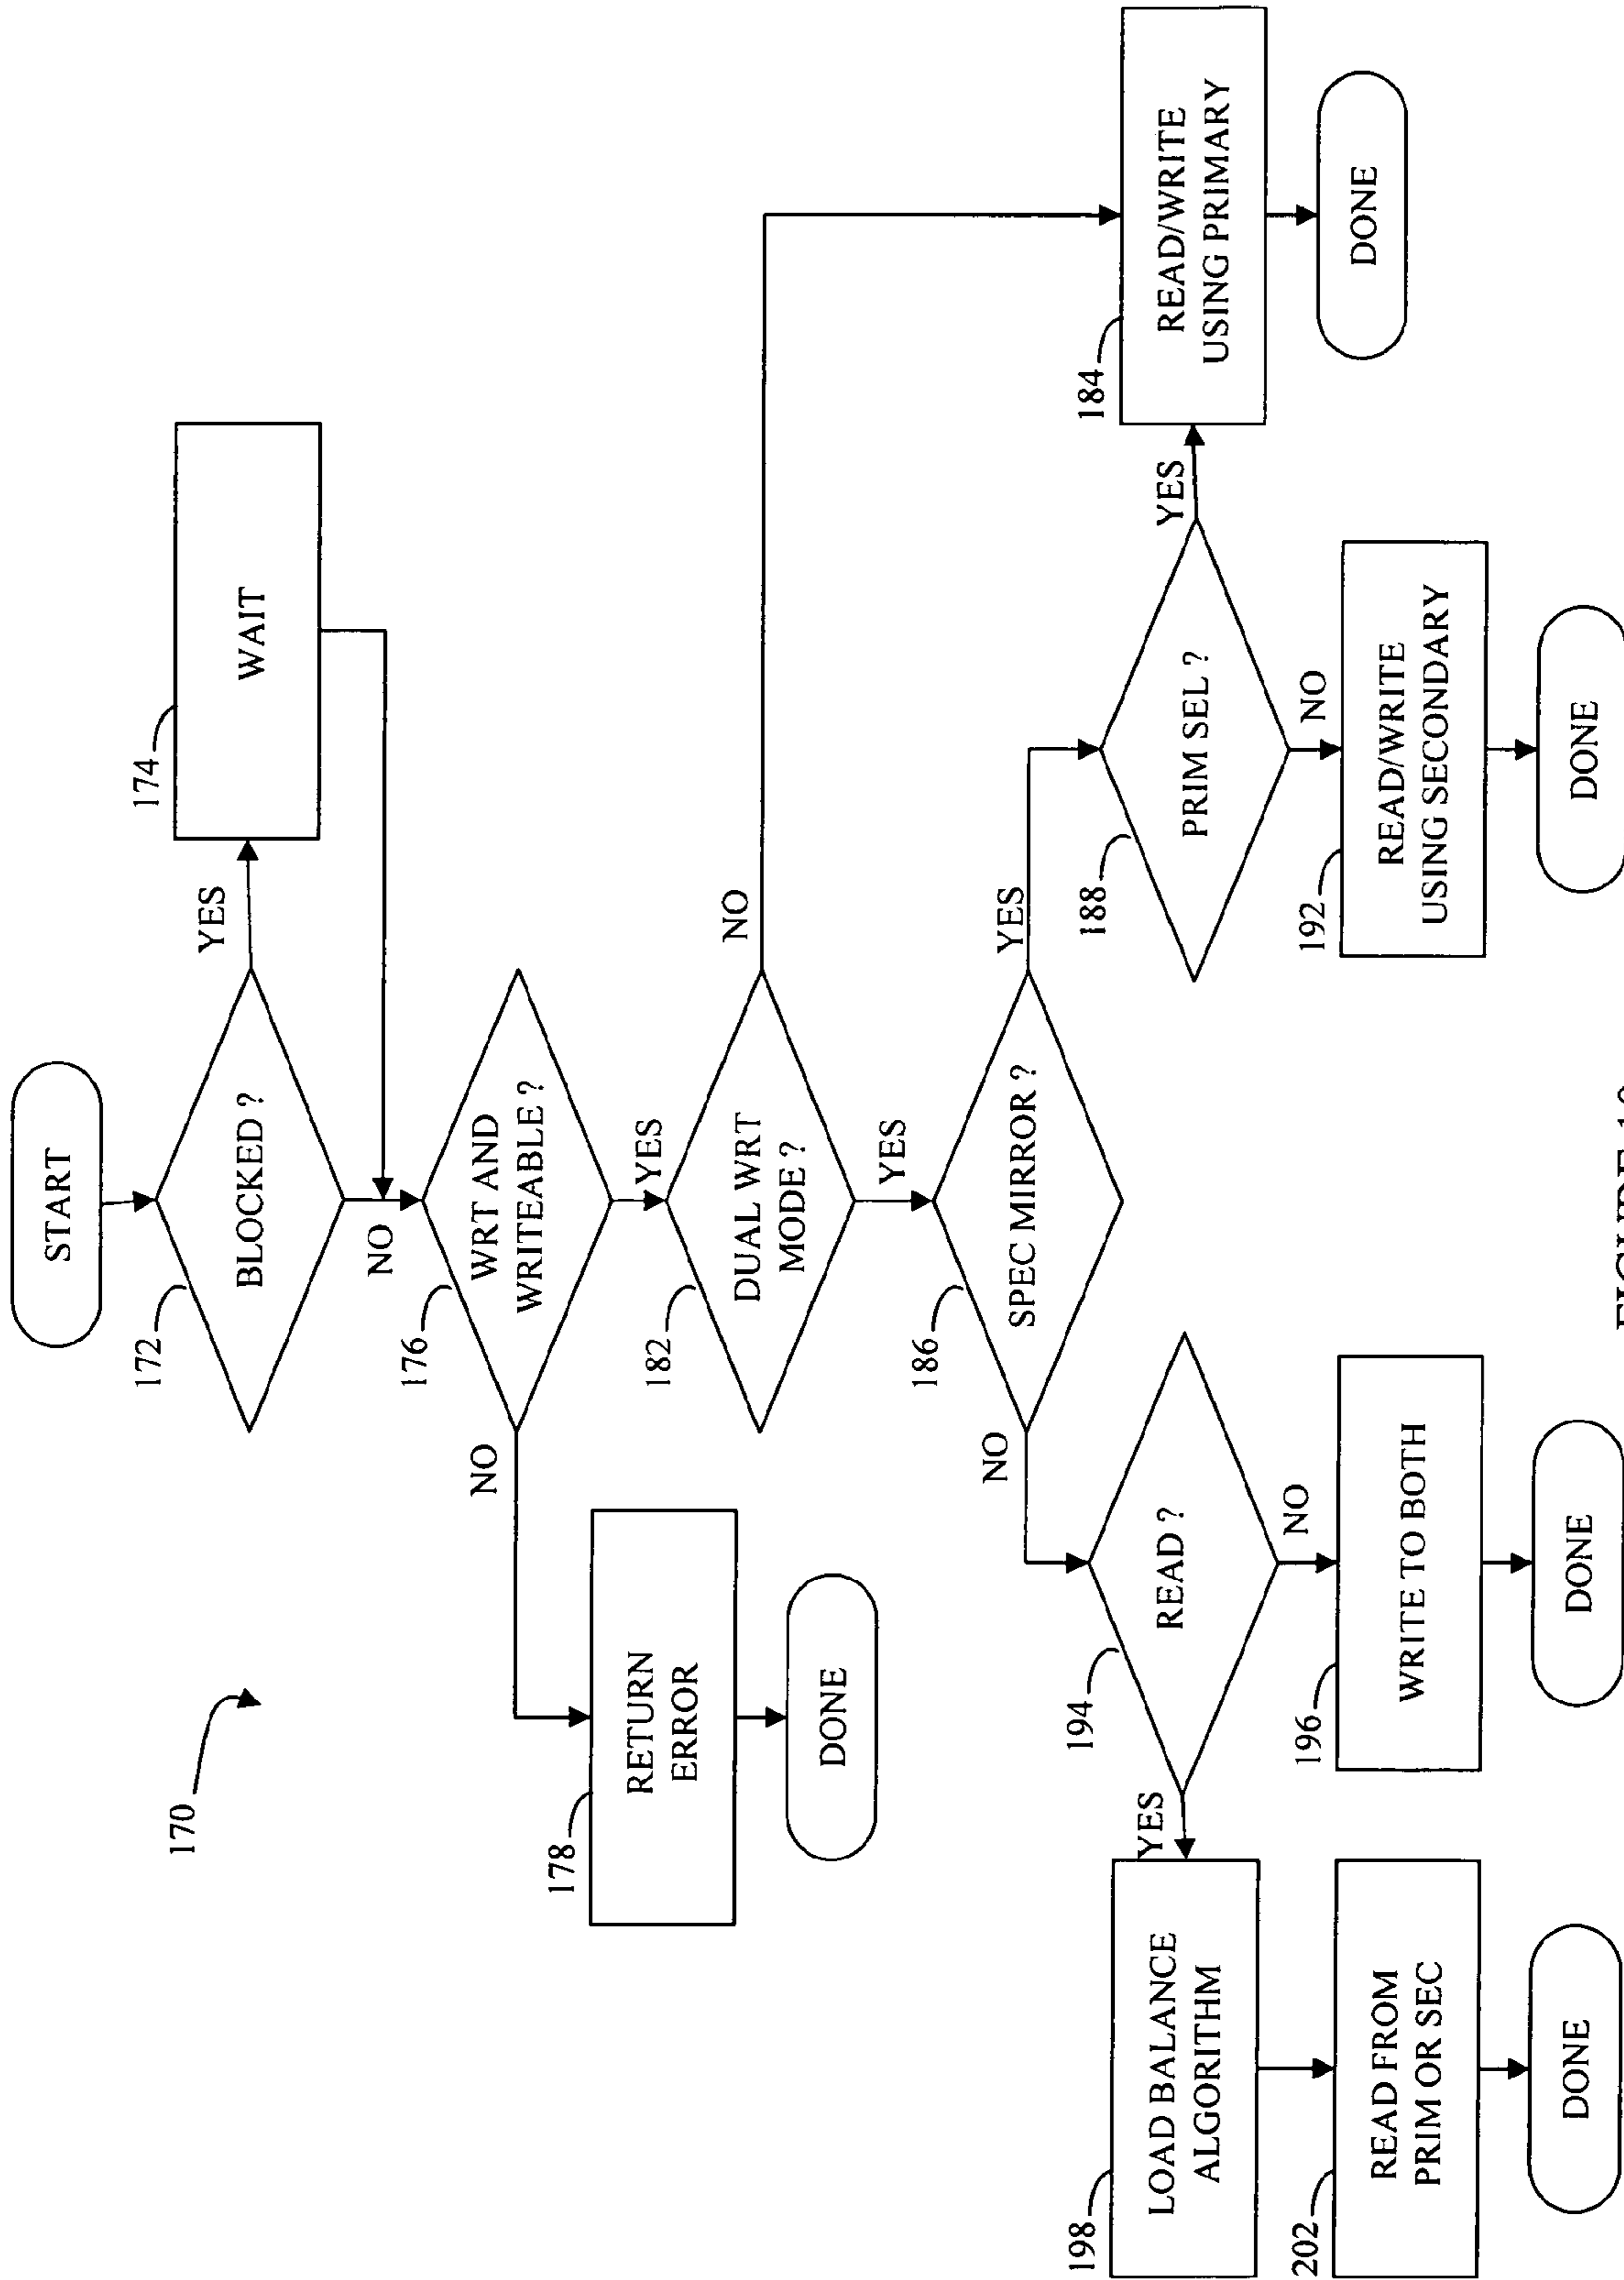 170
START
172
BLOCKED ?
YES
174
WAIT
NO
176
WRT AND
WRITEABLE ?
NO
178
RETURN
ERROR
DONE
YES
182
DUAL WRT
MODE ?
NO
YES
186
SPEC MIRROR ?
NO
YES
194
READ ?
YES
NO
188
PRIM SEL ?
YES
NO
184
READ/WRITE
USING PRIMARY
DONE
198
LOAD BALANCE
ALGORITHM
196
WRITE TO BOTH
DONE
192
READ/WRITE
USING SECONDARY
DONE
202
READ FROM
PRIM OR SEC
DONE